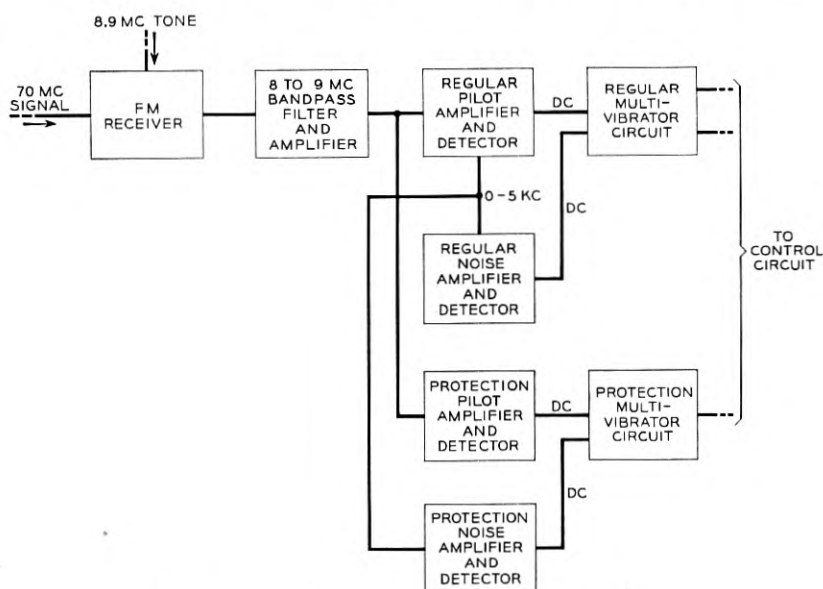 8.9 MC TONE
70 MC
SIGNAL
FM
RECEIVER
8 TO 9 MC
BANDPASS
FILTER
AND
AMPLIFIER
REGULAR
PILOT
AMPLIFIER
AND
DETECTOR
DC
REGULAR
MULTI-
VIBRATOR
CIRCUIT
0-5 KC
DC
REGULAR
NOISE
AMPLIFIER
AND
DETECTOR
TO
CONTROL
CIRCUIT
PROTECTION
PILOT
AMPLIFIER
AND
DETECTOR
DC
PROTECTION
MULTI-
VIBRATOR
CIRCUIT
DC
PROTECTION
NOISE
AMPLIFIER
AND
DETECTOR